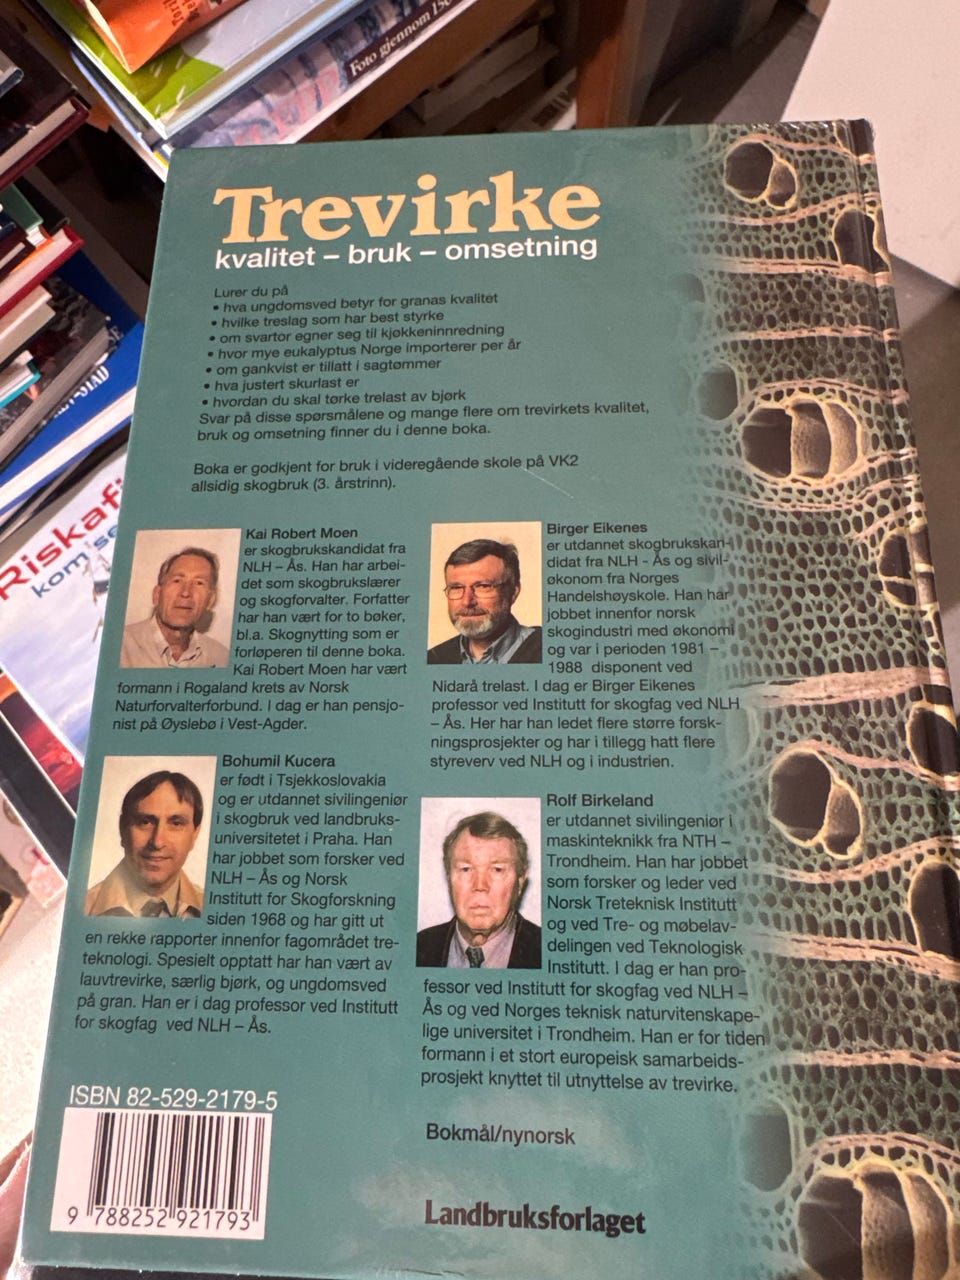 Foto gjennom 150
Riskafj
kom se
Trevirke
kvalitet – bruk – omsetning
Lurer du på
• hva ungdomsved betyr for granas kvalitet
• hvilke treslag som har best styrke
• om svartor egner seg til kjøkkeninnredning
• hvor mye eukalyptus Norge importerer per år
• om gankvist er tillatt i sagtømmer
• hva justert skurlast er
• hvordan du skal tørke trelast av bjørk
Svar på disse spørsmålene og mange flere om trevirkets kvalitet,
bruk og omsetning finner du i denne boka.
Boka er godkjent for bruk i videregående skole på VK2
allsidig skogbruk (3. årstrinn).
Kai Robert Moen
er skogbrukskandidat fra
NLH – Ås. Han har arbei-
det som skogbrukslærer
og skogforvalter. Forfatter
har han vært for to bøker,
bl.a. Skognytting som er
forløperen til denne boka.
Kai Robert Moen har vært
formann i Rogaland krets av Norsk
Naturforvalterforbund. I dag er han pensjo-
nist på Øyslebø i Vest-Agder.
Birger Eikenes
er utdannet skogbrukskan-
didat fra NLH - Ås og sivil-
økonom fra Norges
Handelshøyskole. Han har
jobbet innenfor norsk
skogindustri med økonomi
og var i perioden 1981 –
1988 disponent ved
Nidarå trelast. I dag er Birger Eikenes
professor ved Institutt for skogfag ved NLH
– Ås. Her har han ledet flere større forsk-
ningsprosjekter og har i tillegg hatt flere
styreverv ved NLH og i industrien.
Bohumil Kucera
er født i Tsjekkoslovakia
og er utdannet sivilingeniør
i skogbruk ved landbruks-
universitetet i Praha. Han
har jobbet som forsker ved
NLH – Ås og Norsk
Institutt for Skogforskning
siden 1968 og har gitt ut
en rekke rapporter innenfor fagområdet tre-
teknologi. Spesielt opptatt har han vært av
lauvtrevirke, særlig bjørk, og ungdomsved
på gran. Han er i dag professor ved Institutt
for skogfag ved NLH – Ås.
Rolf Birkeland
er utdannet sivilingeniør i
maskinteknikk fra NTH –
Trondheim. Han har jobbet
som forsker og leder ved
Norsk Treteknisk Institutt
og ved Tre- og møbelav-
delingen ved Teknologisk
Institutt. I dag er han pro-
fessor ved Institutt for skogfag ved NLH –
Ås og ved Norges teknisk naturvitenskape-
lige universitet i Trondheim. Han er for tiden
formann i et stort europeisk samarbeids-
prosjekt knyttet til utnyttelse av trevirke.
ISBN 82-529-2179-5
9 788252 921793
Bokmål/nynorsk
Landbruksforlaget